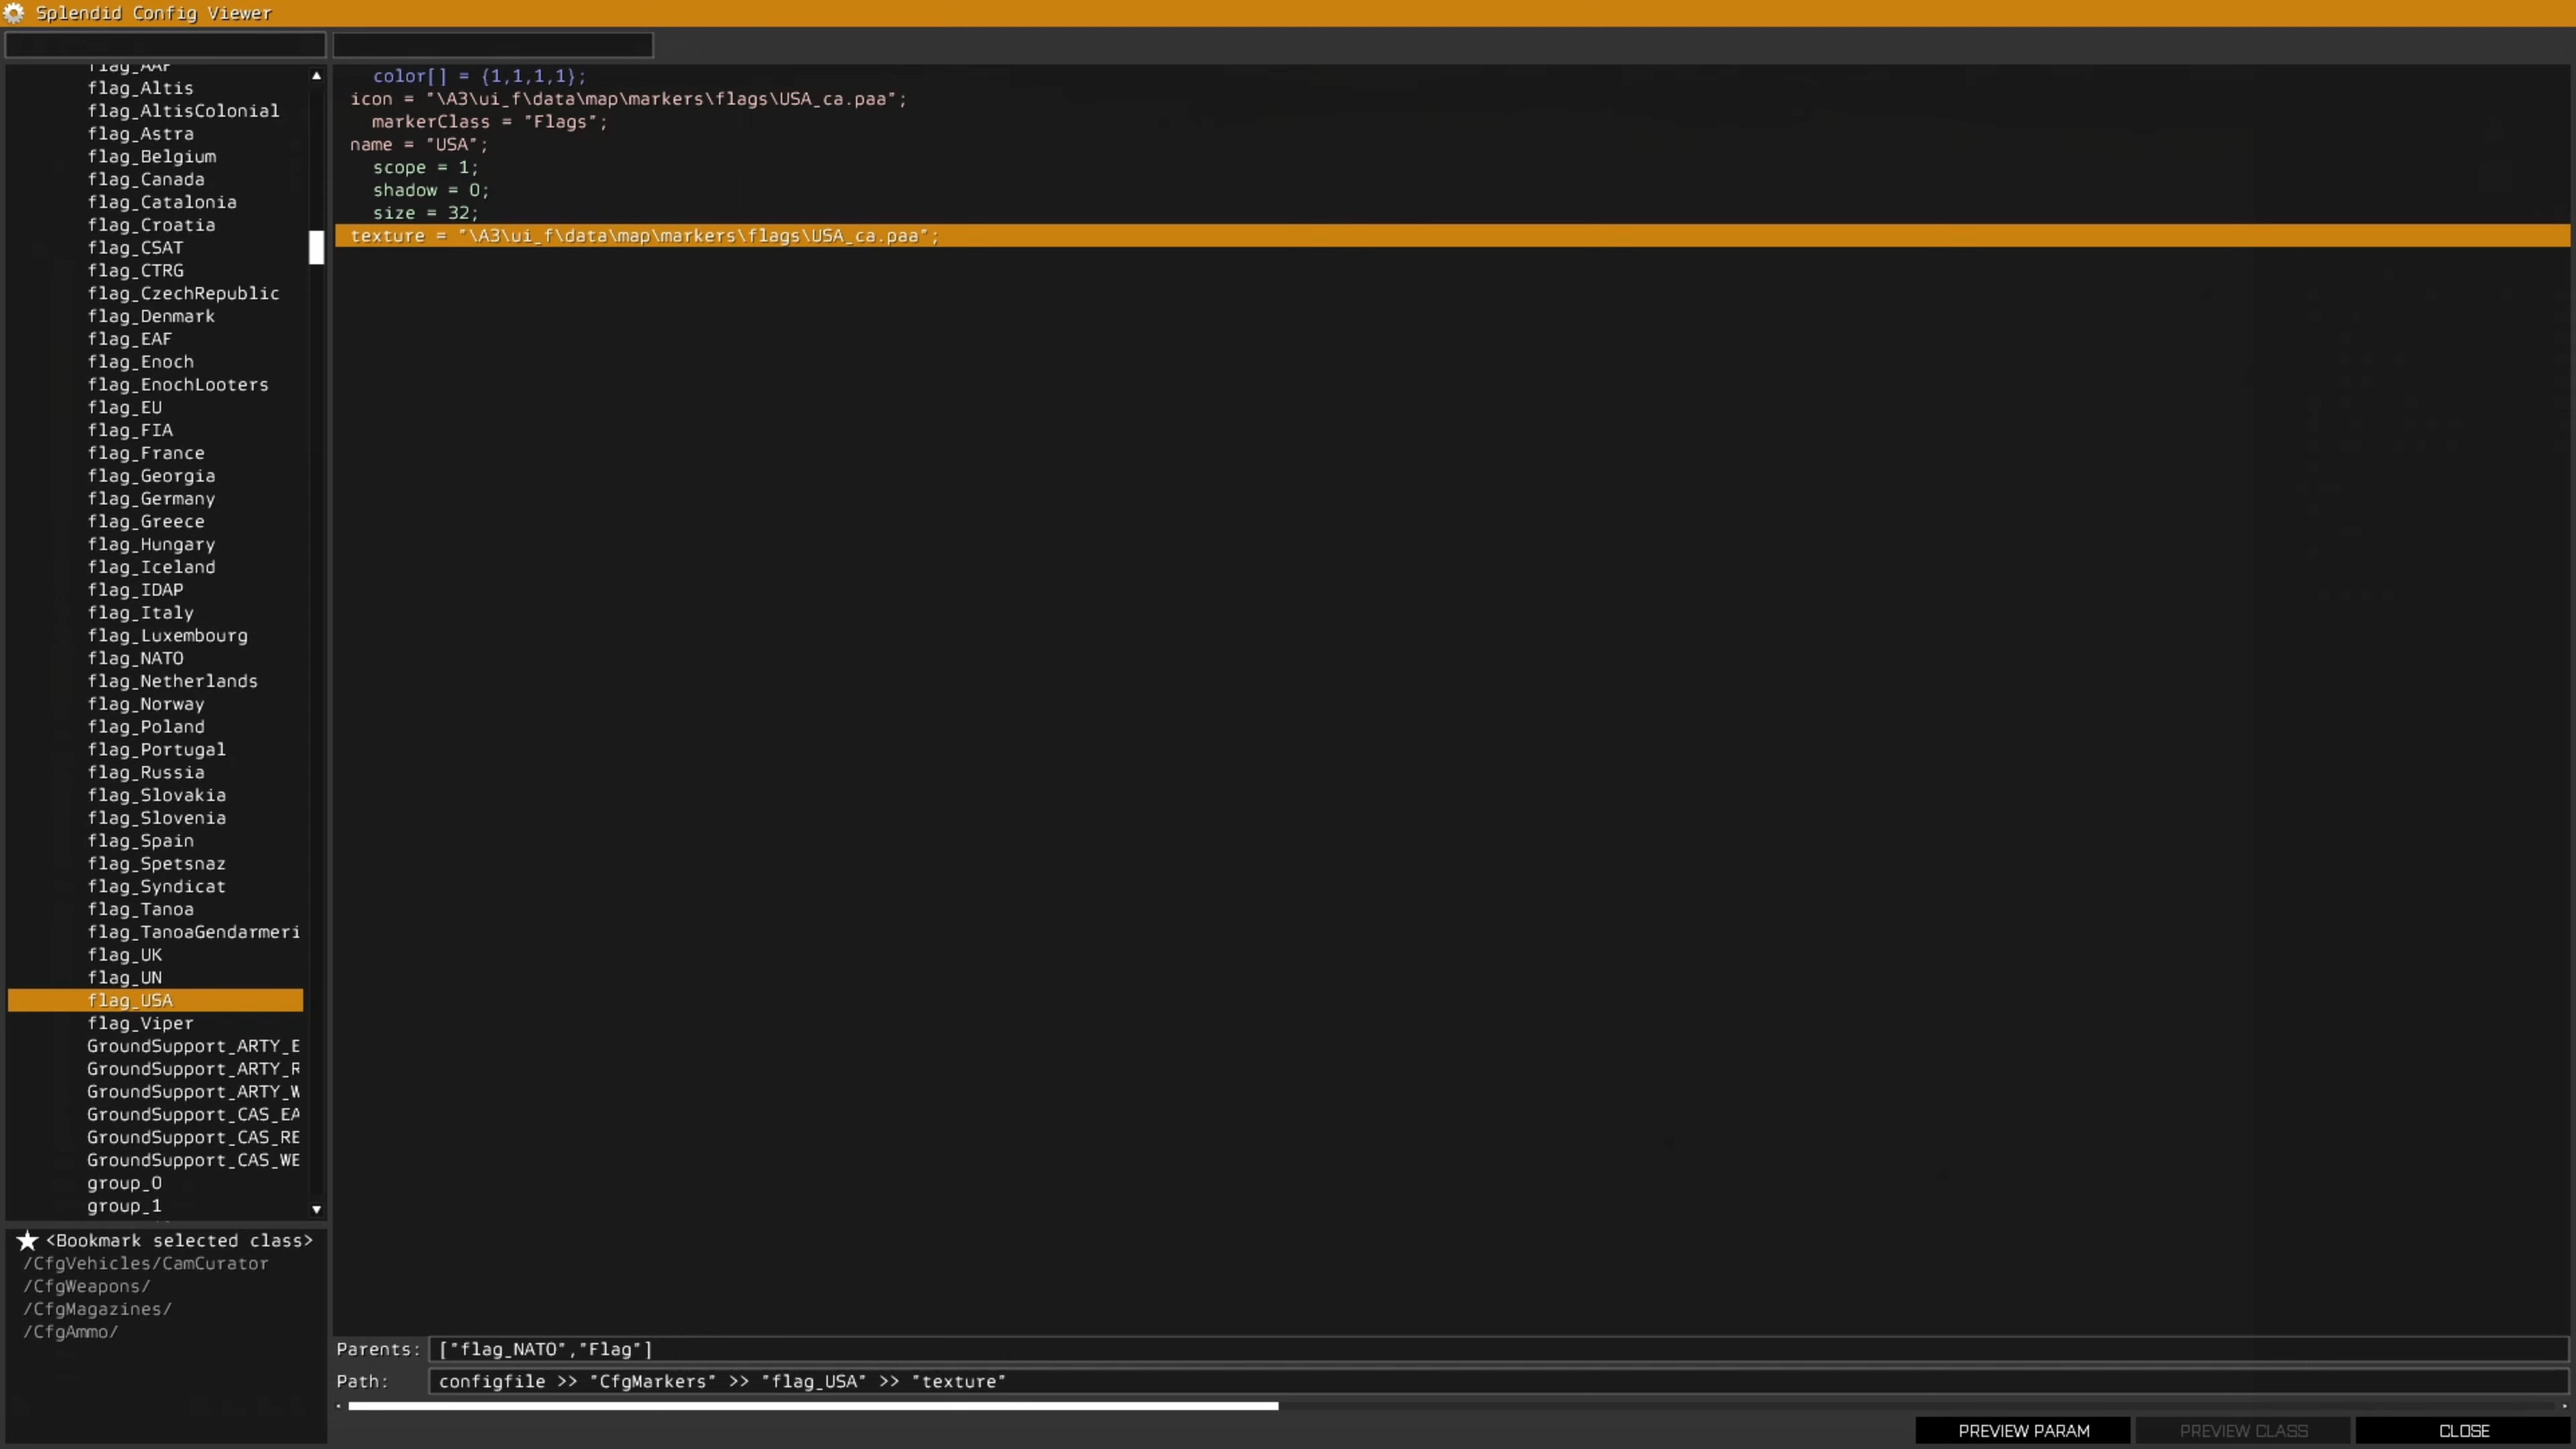 Splendid Config Viewer
flag_AAF
flag_Altis
flag_AltisColonial
flag_Astra
flag_Belgium
flag_Canada
flag_Catalonia
flag_Croatia
flag_CSAT
flag_CTRG
flag_CzechRepublic
flag_Denmark
flag_EAF
flag_Enoch
flag_EnochLooters
flag_EU
flag_FIA
flag_France
flag_Georgia
flag_Germany
flag_Greece
flag_Hungary
flag_Iceland
flag_IDAP
flag_Italy
flag_Luxembourg
flag_NATO
flag_Netherlands
flag_Norway
flag_Poland
flag_Portugal
flag_Russia
flag_Slovakia
flag_Slovenia
flag_Spain
flag_Spetsnaz
flag_Syndicat
flag_Tanoa
flag_TanoaGendarmeri
flag_UK
flag_UN
flag_USA
flag_Viper
GroundSupport_ARTY_E
GroundSupport_ARTY_R
GroundSupport_ARTY_W
GroundSupport_CAS_EA
GroundSupport_CAS_RE
GroundSupport_CAS_WE
group_0
group_1
<Bookmark selected class>
/CfgVehicles/CamCurator
/CfgWeapons/
/CfgMagazines/
/CfgAmmo/
color[] = {1,1,1,1};
icon = "\A3\ui_f\data\map\markers\flags\USA_ca.paa";
markerClass = "Flags";
name = "USA";
scope = 1;
shadow = 0;
size = 32;
texture = "\A3\ui_f\data\map\markers\flags\USA_ca.paa";
Parents: ["flag_NATO","Flag"]
Path: configfile >> "CfgMarkers" >> "flag_USA" >> "texture"
PREVIEW PARAM PREVIEW CLASS CLOSE